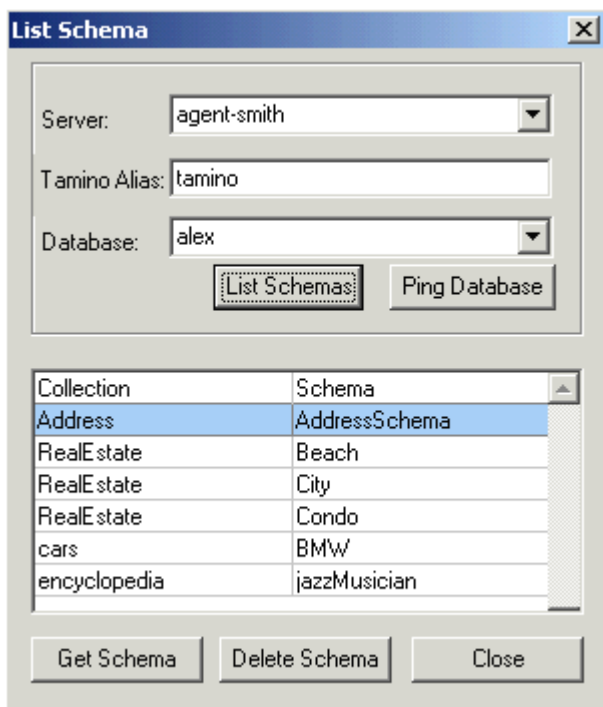 List Schema
Server: agent-smith
Tamino Alias: tamino
Database: alex
List Schemas Ping Database
Collection Schema
Address AddressSchema
RealEstate Beach
RealEstate City
RealEstate Condo
cars BMW
encyclopedia jazzMusician
Get Schema Delete Schema Close